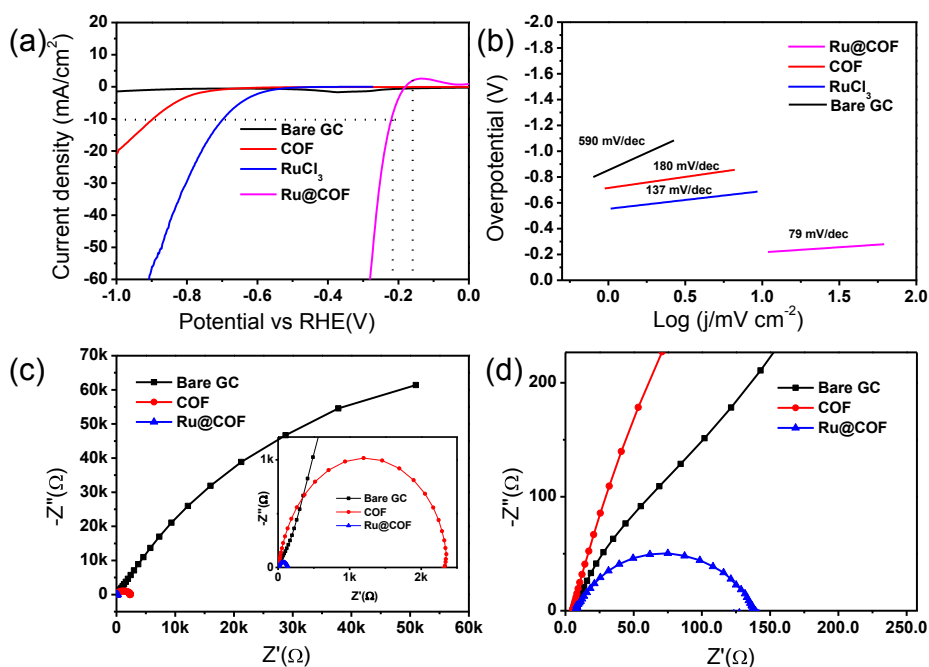 (a)
20
10
0
-10
-20
-30
-40
-50
-60
Current density (mA/cm²)
Bare GC
COF
RuCl₃
Ru@COF
-1.0 -0.8 -0.6 -0.4 -0.2 0.0
Potential vs RHE(V)
(b)
-2.0
-1.8
-1.6
-1.4
-1.2
-1.0
-0.8
-0.6
-0.4
-0.2
0.0
Overpotential (V)
Ru@COF
COF
RuCl₃
Bare GC
590 mV/dec
180 mV/dec
137 mV/dec
79 mV/dec
0.0 0.5 1.0 1.5 2.0
Log (j/mV cm⁻²)
(c)
70k
60k
50k
40k
30k
20k
10k
0
-Z"(Ω)
Bare GC
COF
Ru@COF
1k
0
-Z"(Ω)
Bare GC
COF
Ru@COF
0 1k 2k
Z'(Ω)
0 10k 20k 30k 40k 50k 60k
Z'(Ω)
(d)
200
100
0
-Z"(Ω)
Bare GC
COF
Ru@COF
0.0 50.0 100.0 150.0 200.0 250.0
Z'(Ω)